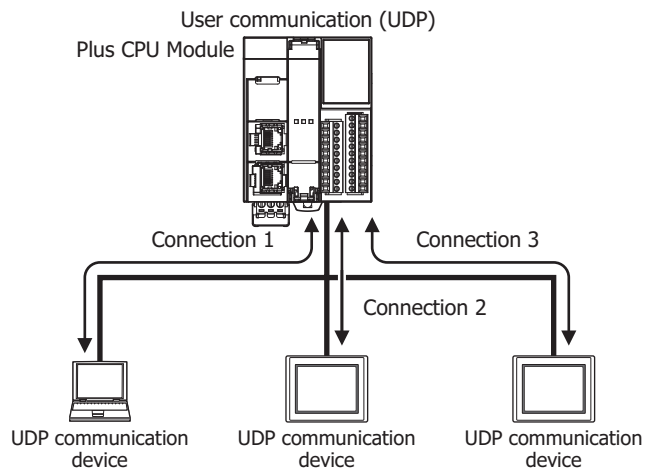 User communication (UDP)
Plus CPU Module
Connection 1
Connection 3
Connection 2
UDP communication
device
UDP communication
device
UDP communication
device